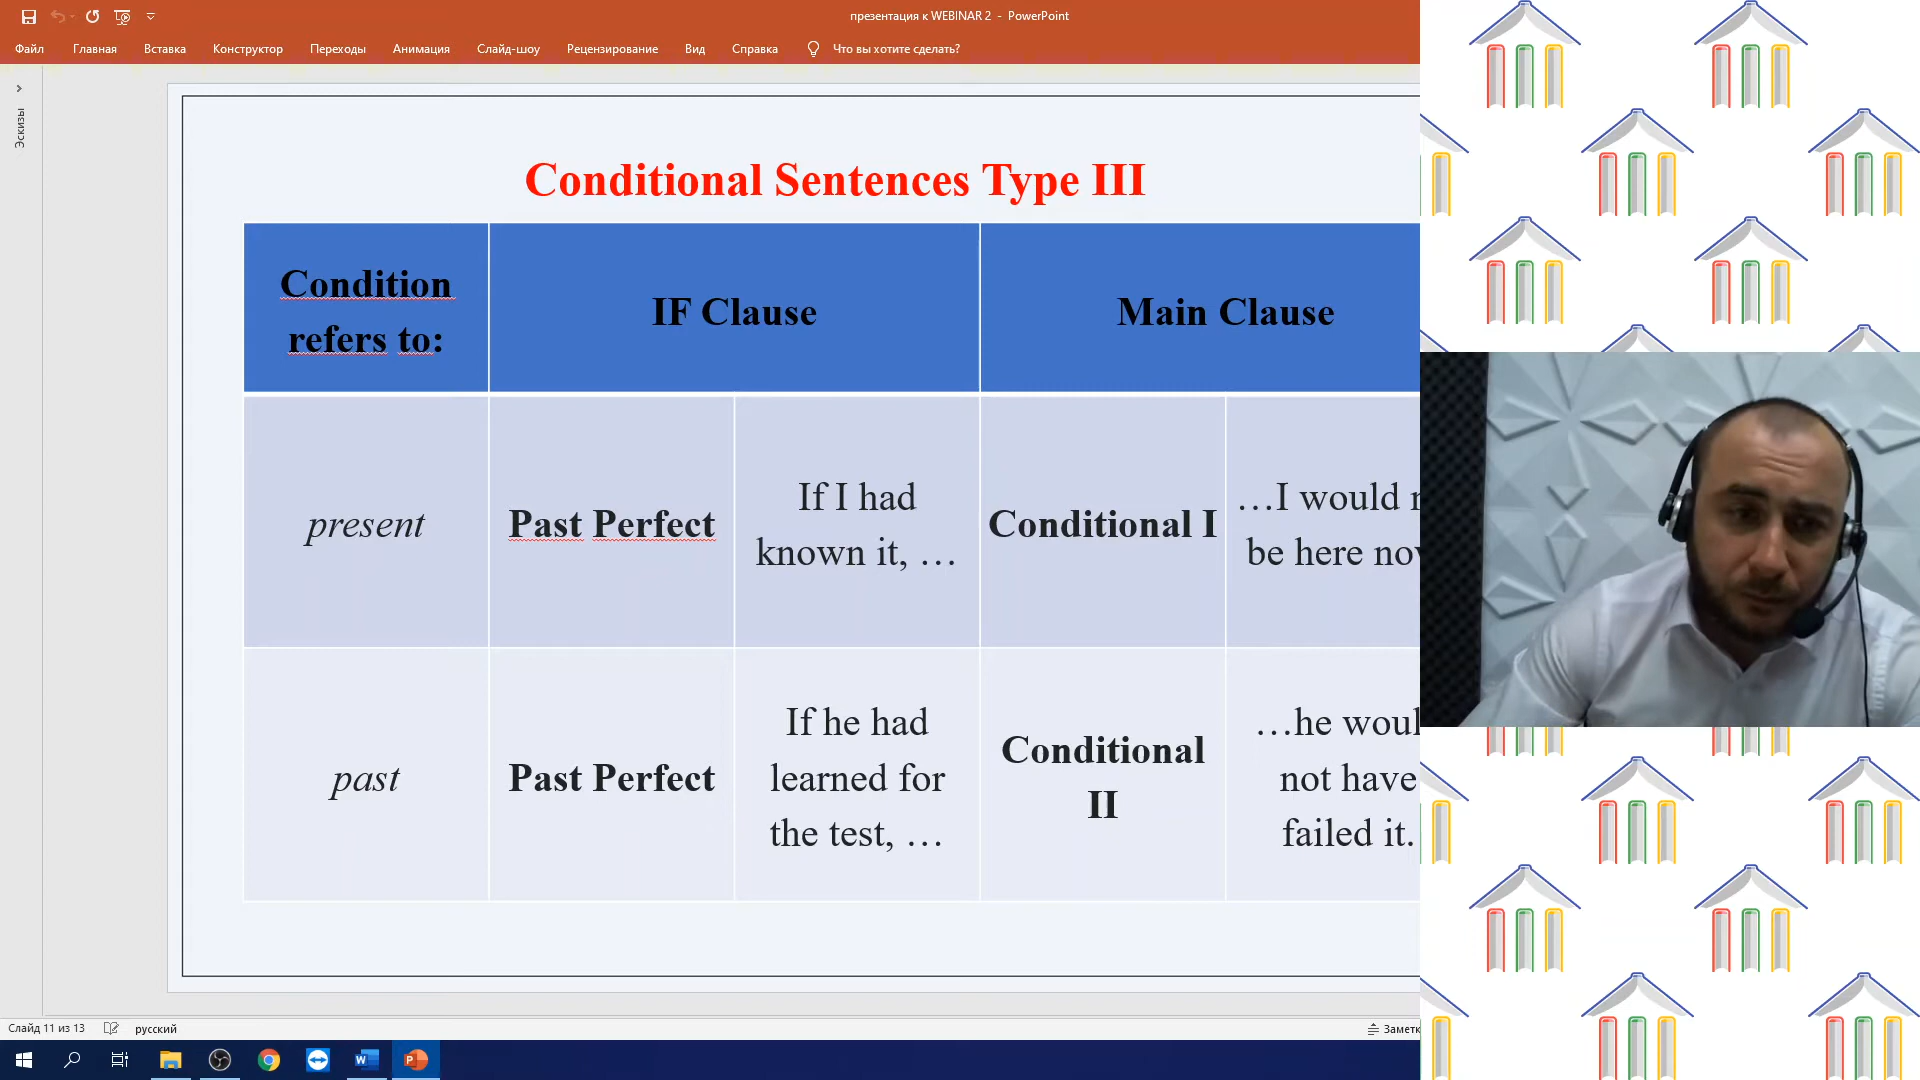 презентация к WEBINAR 2 - PowerPoint
Файл Главная Вставка Конструктор Переходы Анимация Слайд-шоу Рецензирование Вид Справка Что вы хотите сделать?
Эскизы
Conditional Sentences Type III
Condition
refers to:
IF Clause
Main Clause
present
Past Perfect
If I had
known it, …
Conditional I
…I would
be here
past
Past Perfect
If he had
learned for
the test, …
Conditional
II
…he
not have
failed it.
Слайд 11 из 13
русский